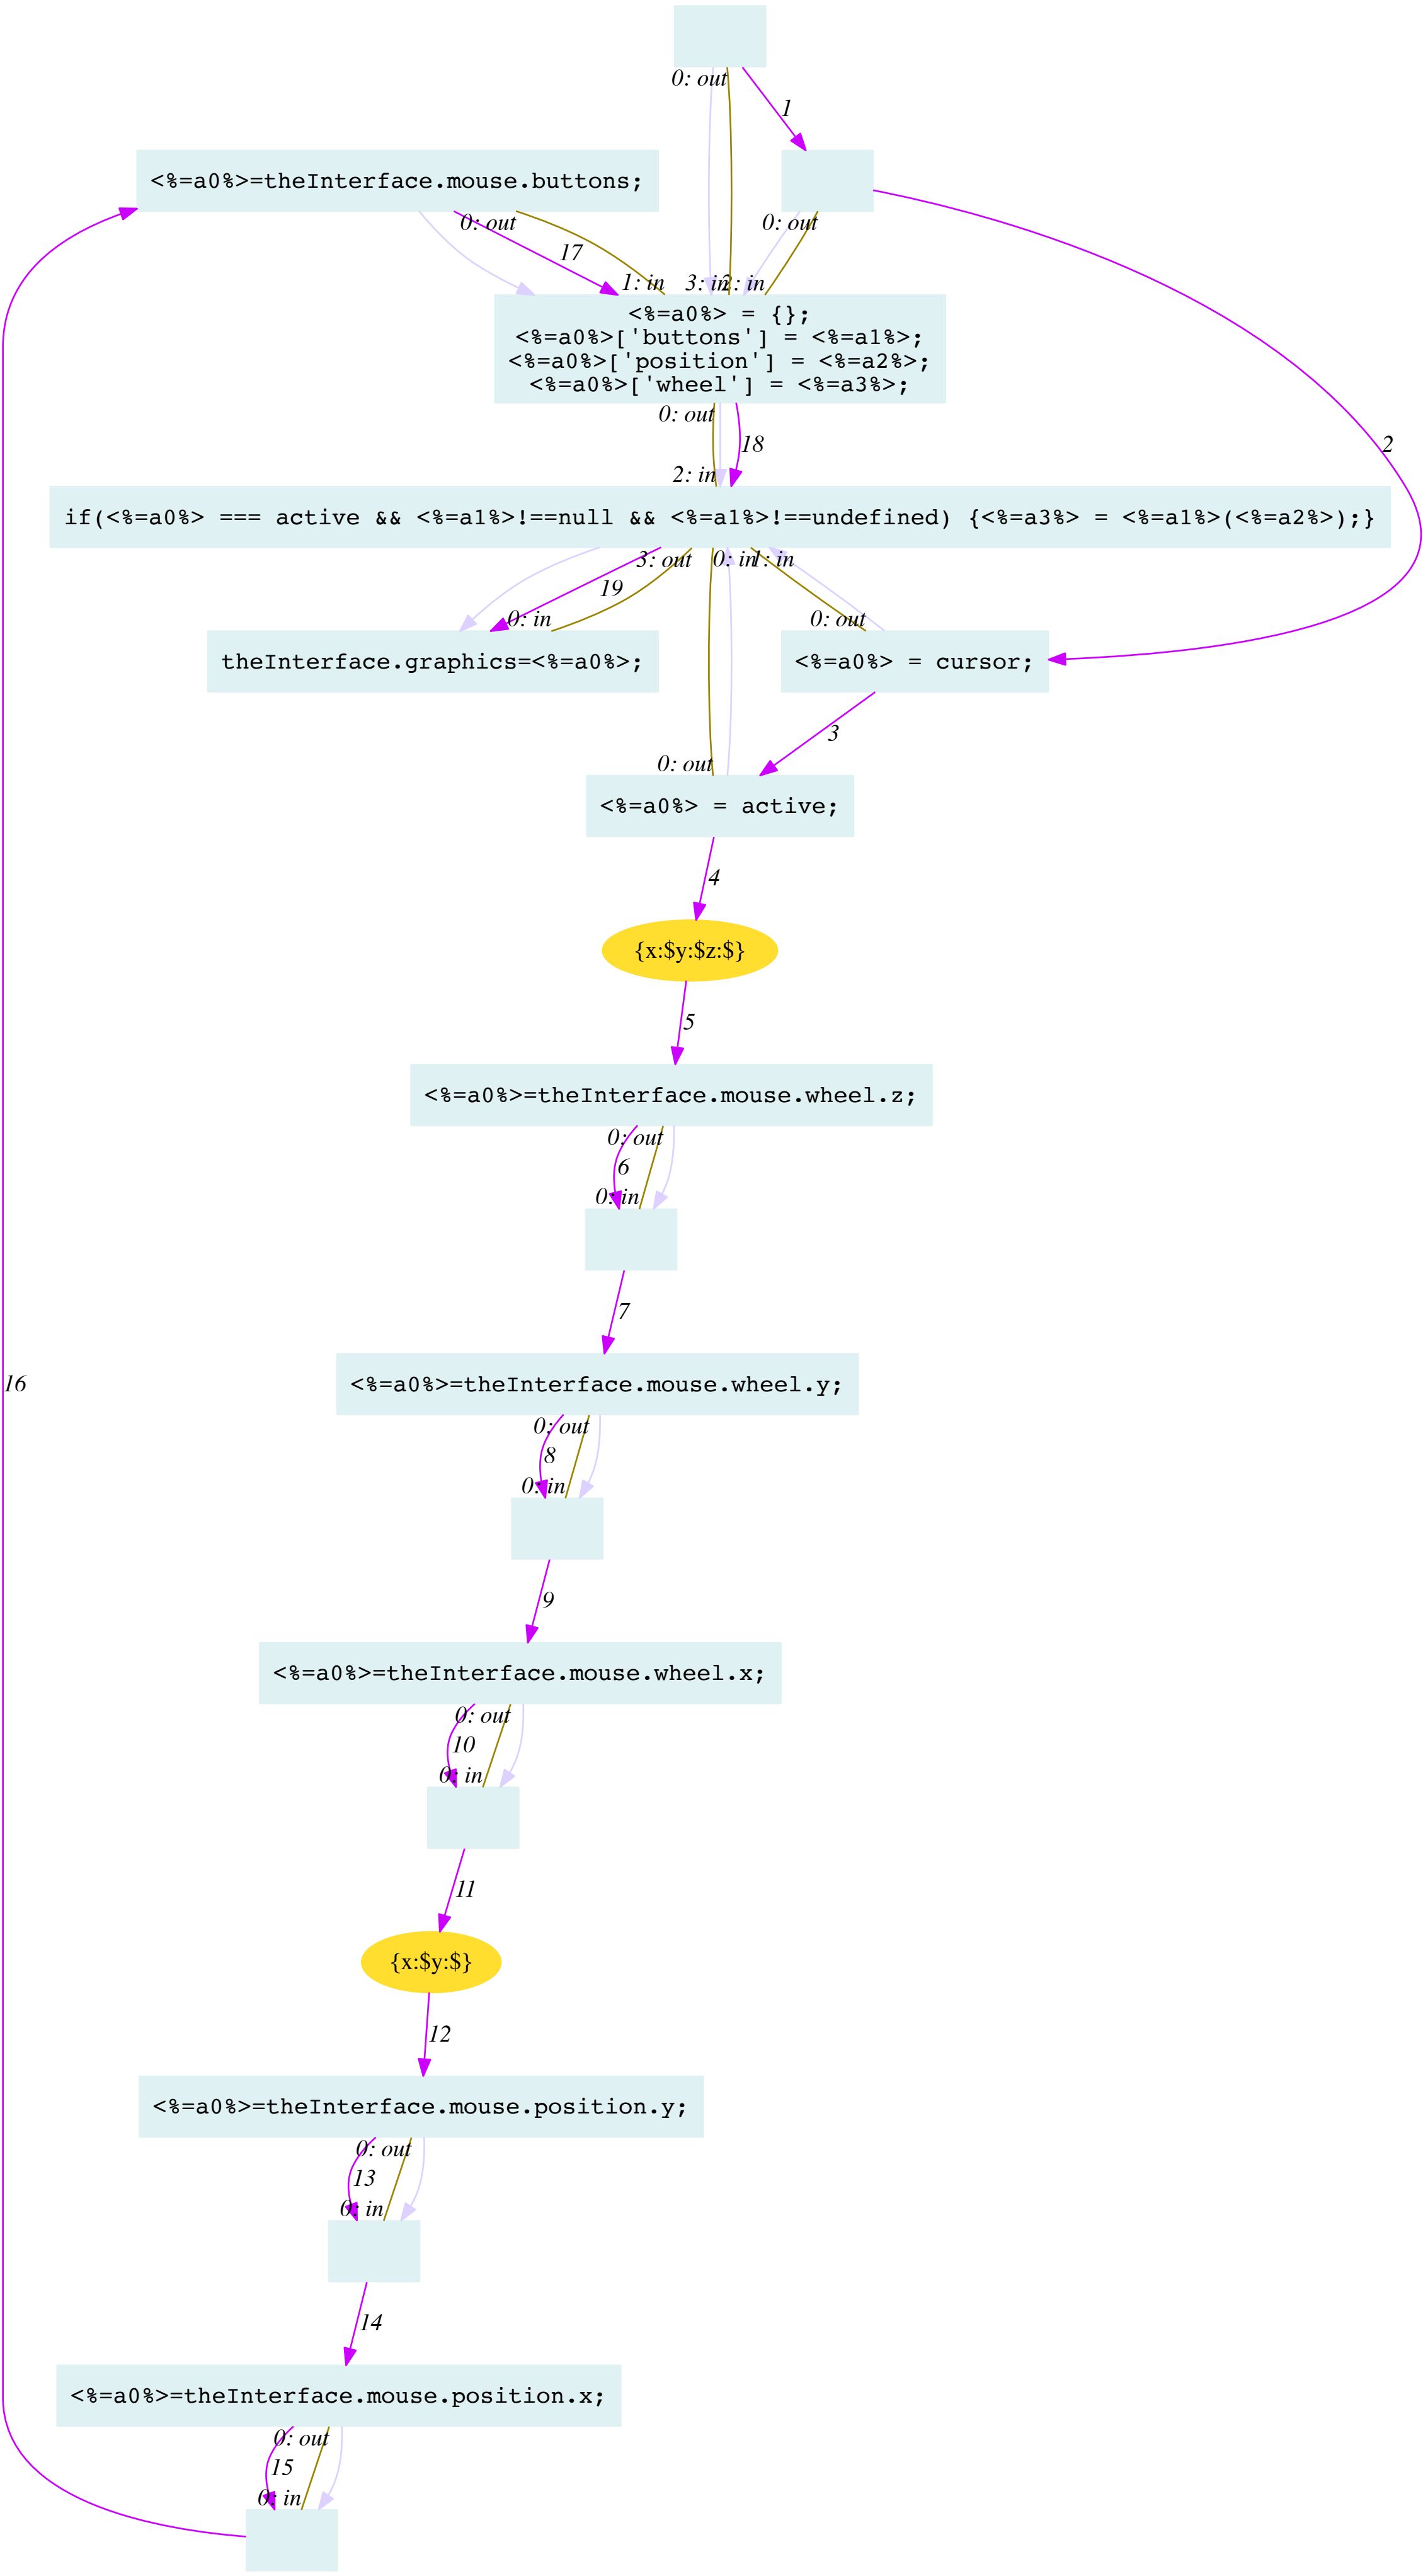 0: out
1
<%=a0%>=theInterface.mouse.buttons;
0: out
0: out
17
1: in
3: in
2: in
<%=a0%> = {};
<%=a0%>['buttons'] = <%=a1%>;
<%=a0%>['position'] = <%=a2%>;
<%=a0%>['wheel'] = <%=a3%>;
0: out
18
2
2: in
if(<%=a0%> === active && <%=a1%>!==null && <%=a1%>!==undefined) {<%=a3%> = <%=a1%>(<%=a2%>);}
3: out
0: in
1: in
19
0: in
0: out
theInterface.graphics=<%=a0%>;
<%=a0%> = cursor;
3
0: out
<%=a0%> = active;
4
{x:$y:$z:$}
5
<%=a0%>=theInterface.mouse.wheel.z;
0: out
6
0: in
7
<%=a0%>=theInterface.mouse.wheel.y;
16
0: out
8
0: in
9
<%=a0%>=theInterface.mouse.wheel.x;
0: out
10
0: in
11
{x:$y:$}
12
<%=a0%>=theInterface.mouse.position.y;
0: out
13
0: in
14
<%=a0%>=theInterface.mouse.position.x;
0: out
15
0: in